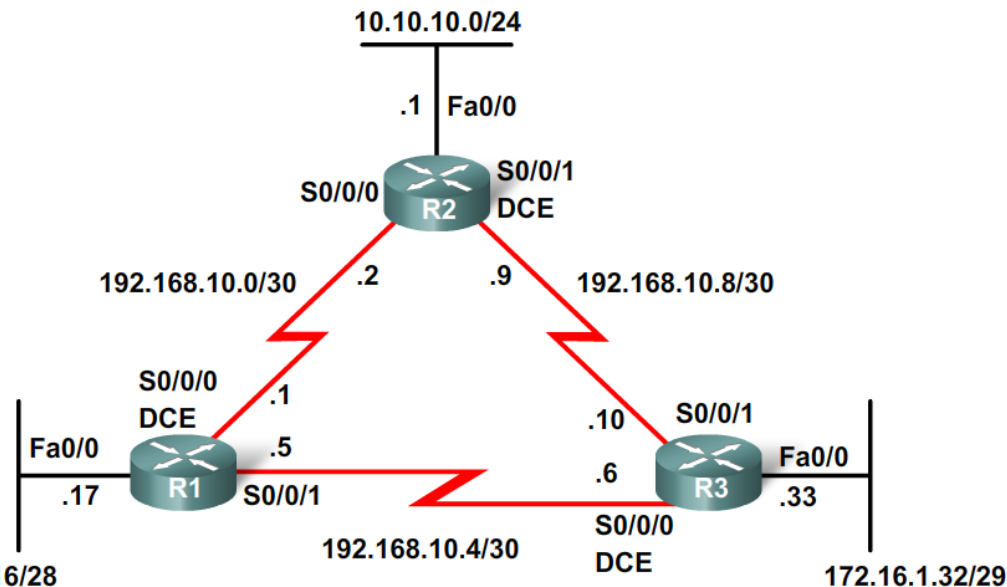 10.10.10.0/24
.1
Fa0/0
S0/0/0
S0/0/1
DCE
R2
192.168.10.0/30
.2
.9
192.168.10.8/30
S0/0/0
DCE
.1
.10
S0/0/1
Fa0/0
.17
R1
.5
S0/0/1
.6
R3
Fa0/0
.33
S0/0/0
DCE
192.168.10.4/30
6/28
172.16.1.32/29